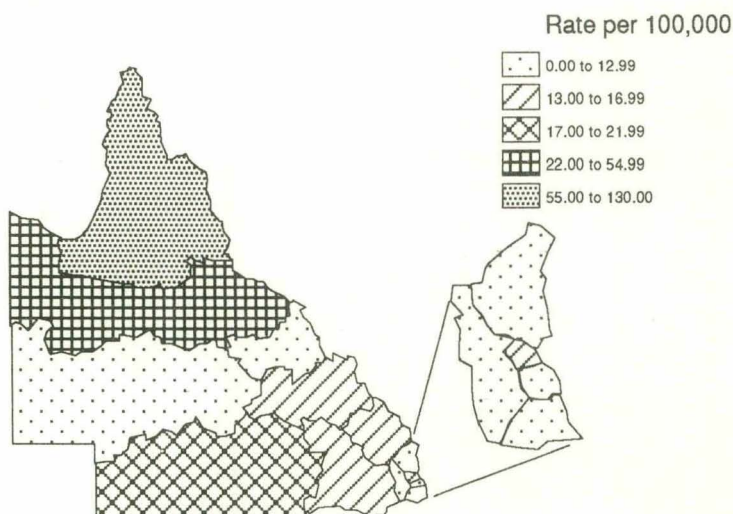 Rate per 100,000
0.00 to 12.99
13.00 to 16.99
17.00 to 21.99
22.00 to 54.99
55.00 to 130.00